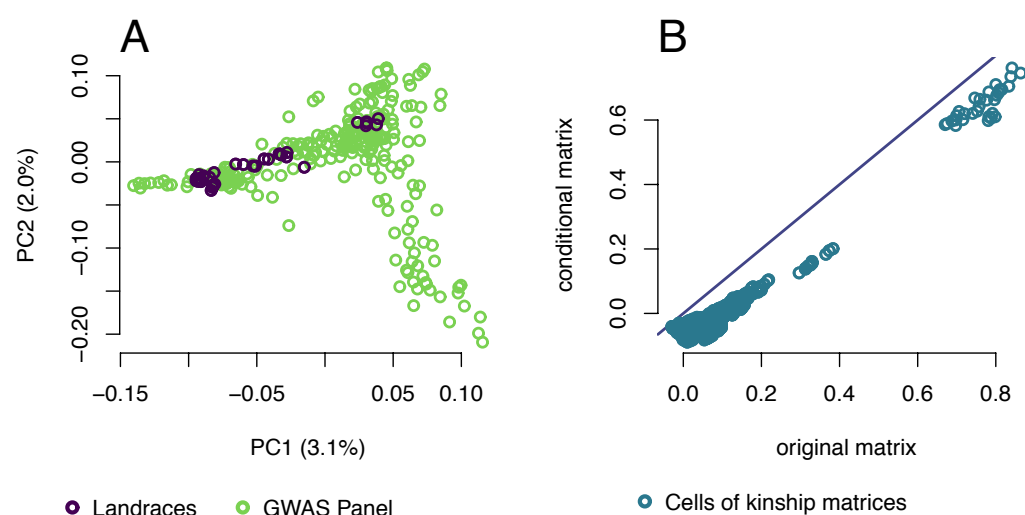 A
PC2 (2.0%)
0.10
0.00
−0.10
−0.20
−0.15
−0.05
0.05
0.10
PC1 (3.1%)
Landraces
GWAS Panel
B
conditional matrix
0.6
0.4
0.2
0.0
0.0
0.2
0.4
0.6
0.8
original matrix
Cells of kinship matrices